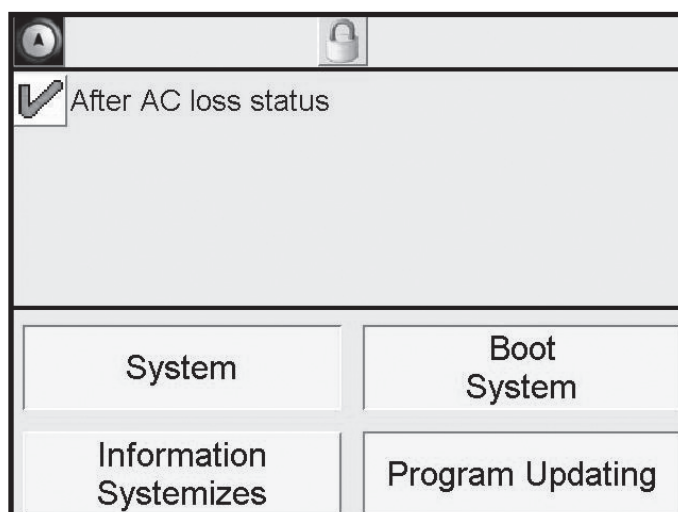 After AC loss status
System
Boot
System
Information
Systemizes
Program Updating